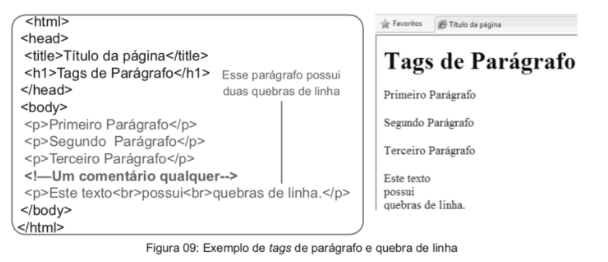 <html>
<head>
<title>Título da página</title>
<h1>Tags de Parágrafo</h1>
</head>
<body>
<p>Primeiro Parágrafo</p>
<p>Segundo  Parágrafo</p>
<p>Terceiro Parágrafo</p>
<!—Um comentário qualquer-->
<p>Este texto<br>possui<br>quebras de linha.</p>
</body>
</html>
Esse parágrafo possui
duas quebras de linha
Favoritos
Título da página
Tags de Parágrafo
Primeiro Parágrafo
Segundo Parágrafo
Terceiro Parágrafo
Este texto
possui
quebras de linha.
Figura 09: Exemplo de tags de parágrafo e quebra de linha